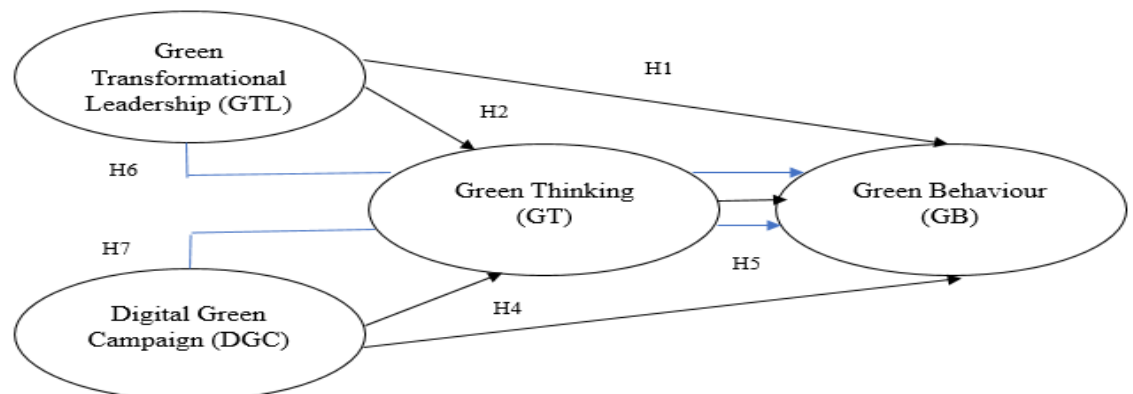 Green
Transformational
Leadership (GTL)
H1
H2
H6
Green Thinking
(GT)
Green Behaviour
(GB)
H7
H5
Digital Green
Campaign (DGC)
H4